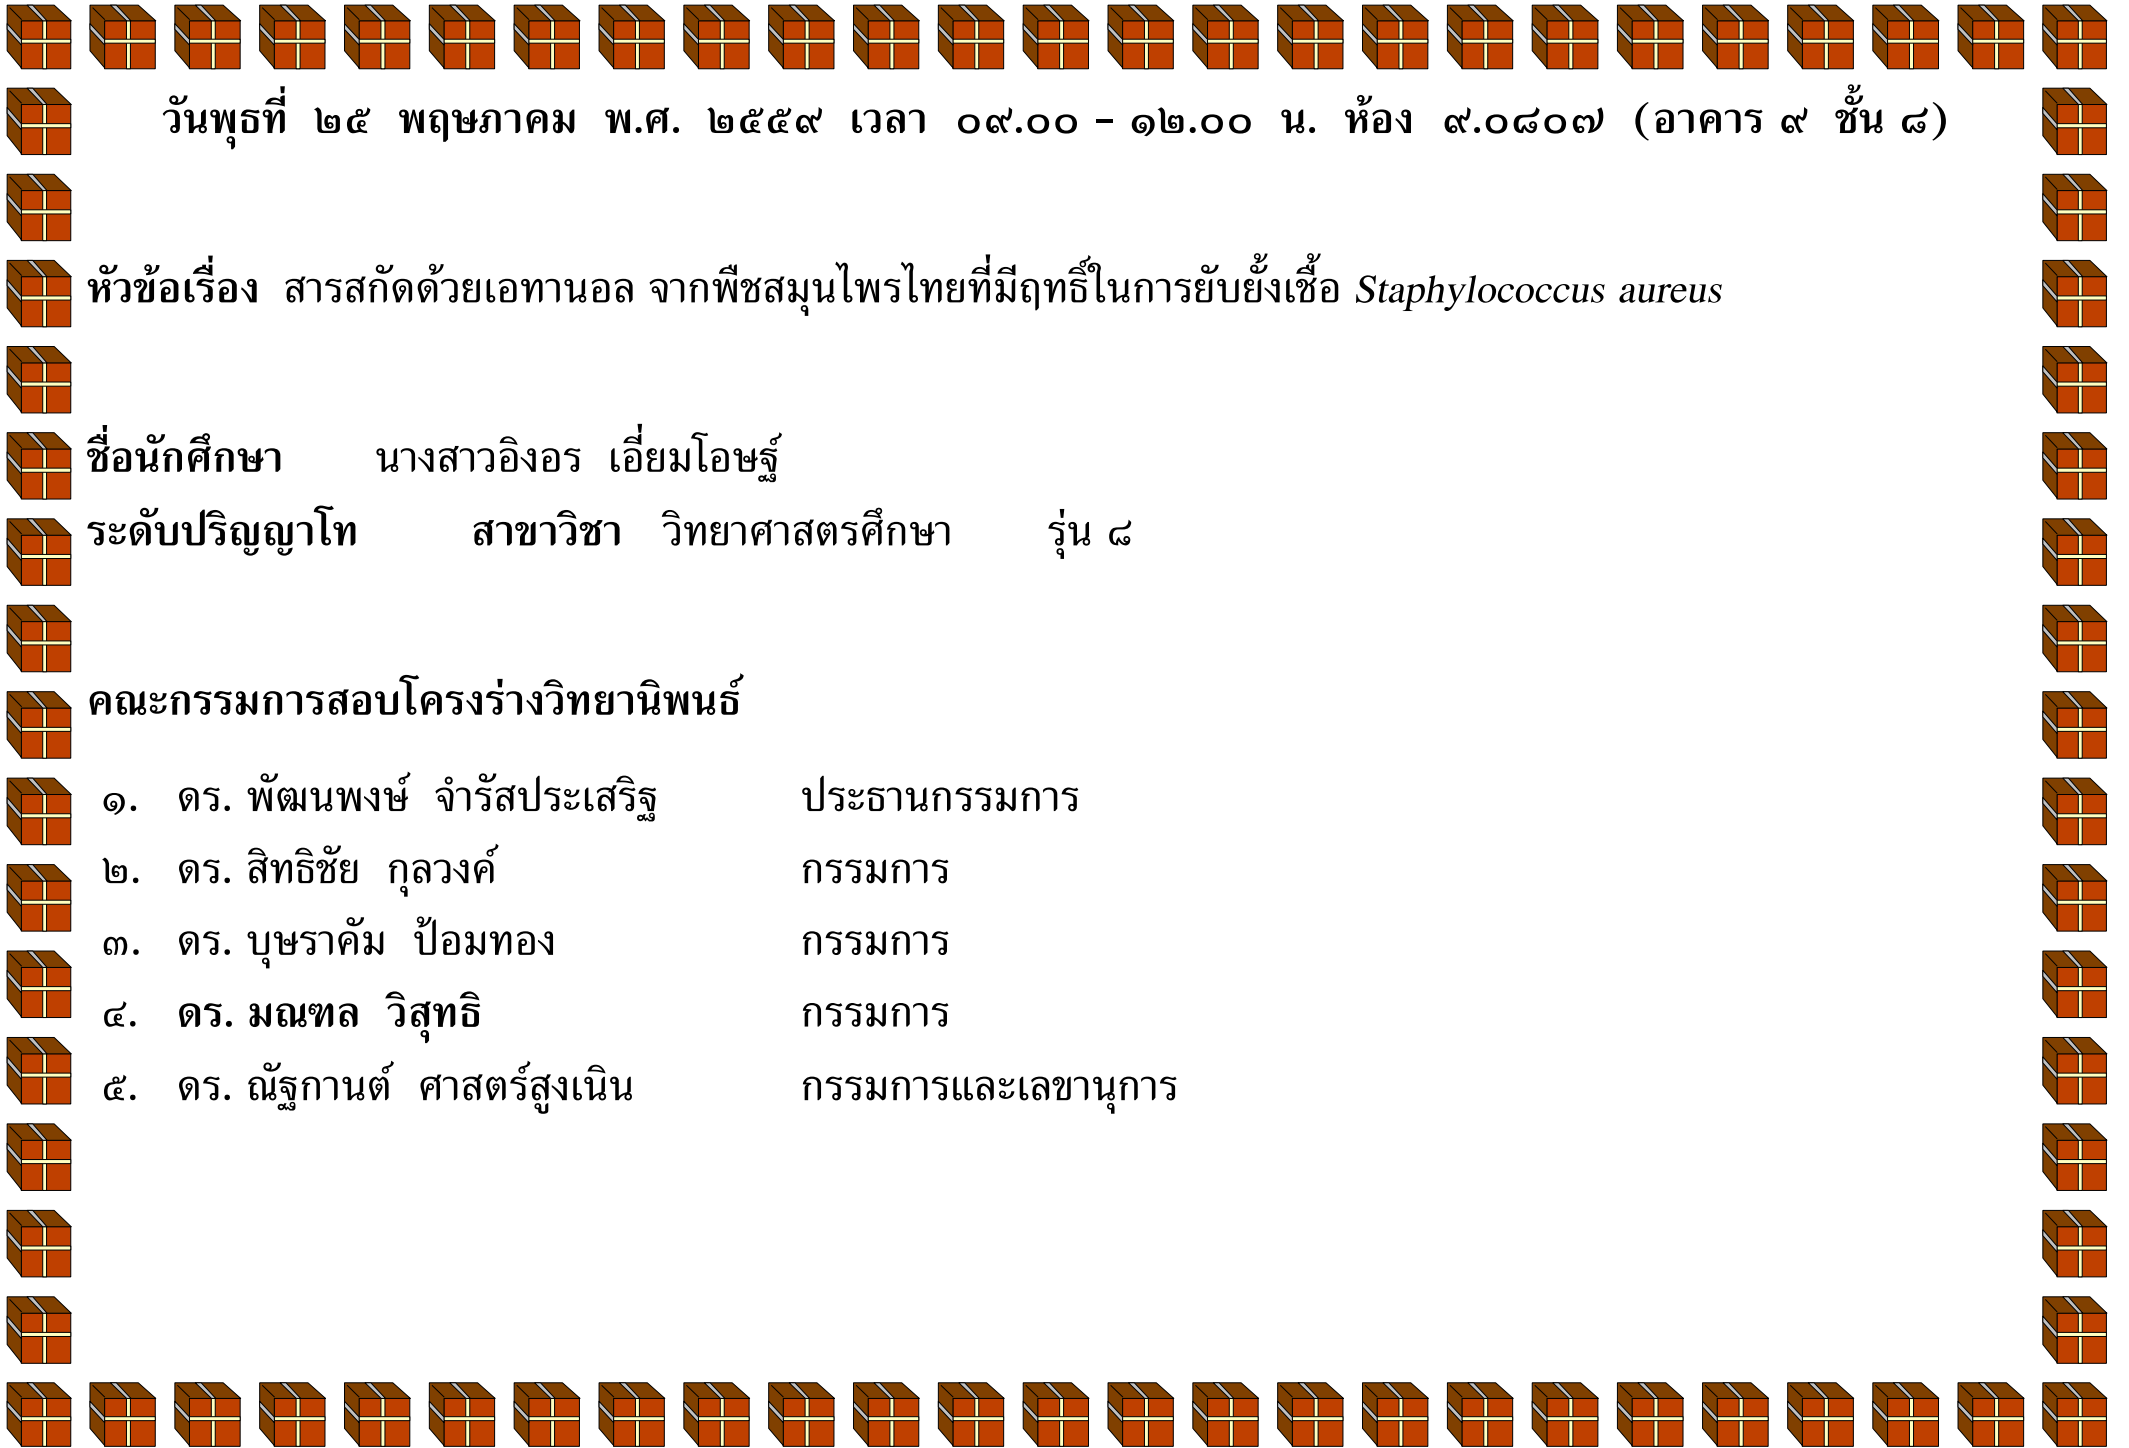 วันพุธที่ ๒๕ พฤษภาคม พ.ศ. ๒๕๕๙ เวลา ๐๙.๐๐ – ๑๒.๐๐ น. ห้อง ๙.๐๘๐๗ (อาคาร ๙ ชั้น ๘)
หัวข้อเรื่อง สารสกัดด้วยเอทานอล จากพืชสมุนไพรไทยที่มีฤทธิ์ในการยับยั้งเชื้อ Staphylococcus aureus
ชื่อนักศึกษา นางสาวอิงอร เอี่ยมโอษฐ์
ระดับปริญญาโท สาขาวิชา วิทยาศาสตรศึกษา รุ่น ๘
คณะกรรมการสอบโครงร่างวิทยานิพนธ์
๑. ดร. พัฒนพงษ์ จำรัสประเสริฐ ประธานกรรมการ
๒. ดร. สิทธิชัย กุลวงค์ กรรมการ
๓. ดร. บุษราคัม ป้อมทอง กรรมการ
๔. ดร. มณฑล วิสุทธิ กรรมการ
๕. ดร. ณัฐกานต์ ศาสตร์สูงเนิน กรรมการและเลขานุการ